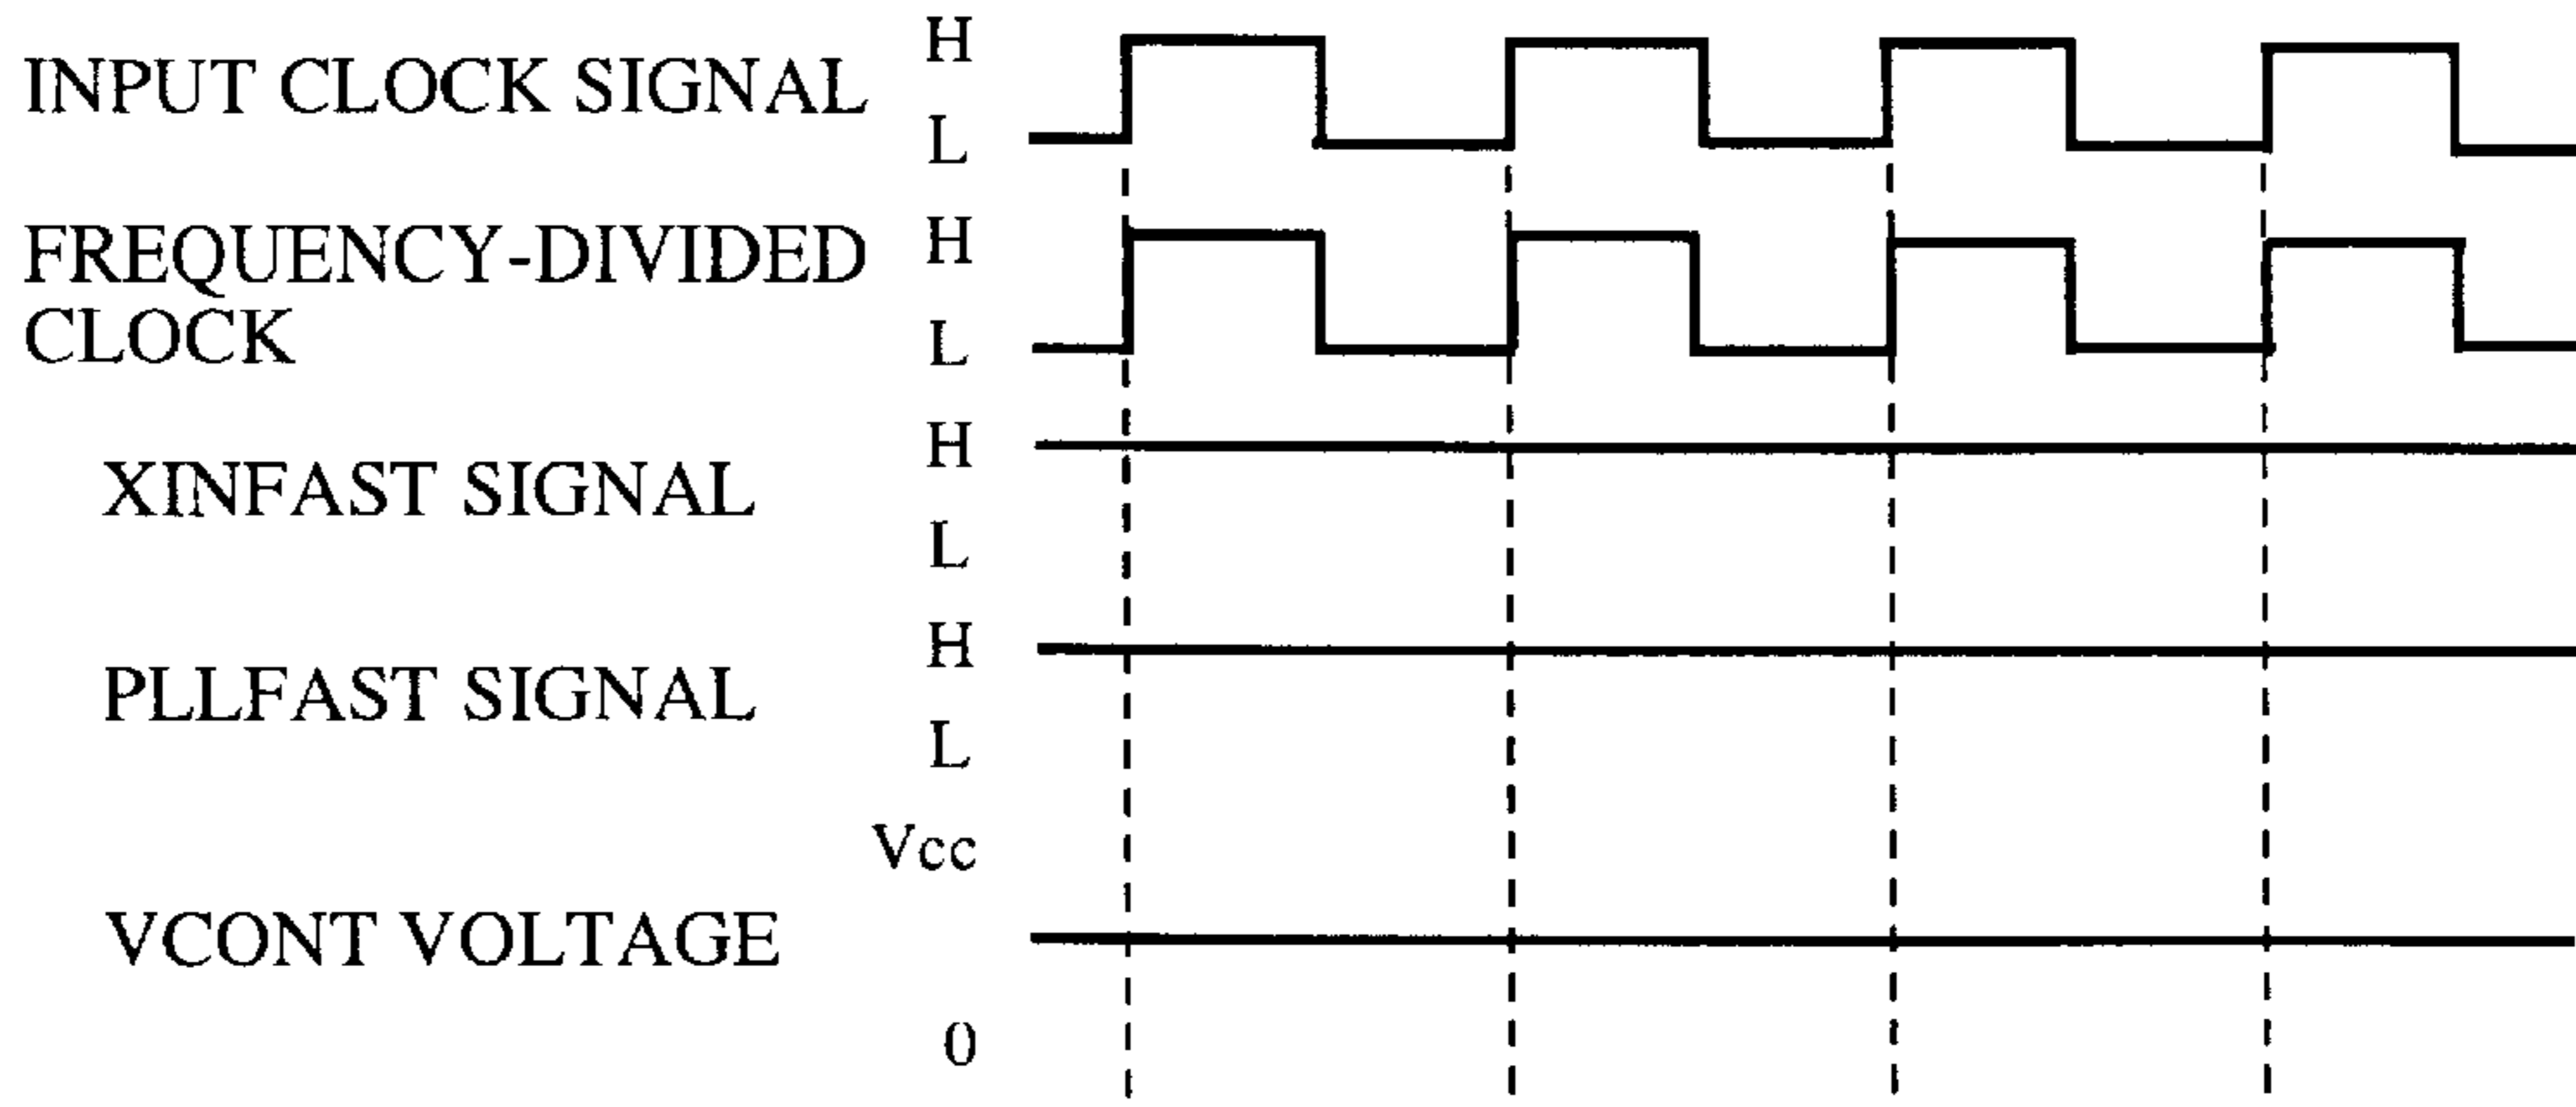 INPUT CLOCK SIGNAL
H
L
FREQUENCY-DIVIDED
CLOCK
H
L
XINFAST SIGNAL
H
L
PLLFAST SIGNAL
H
L
VCONT VOLTAGE
Vcc
0